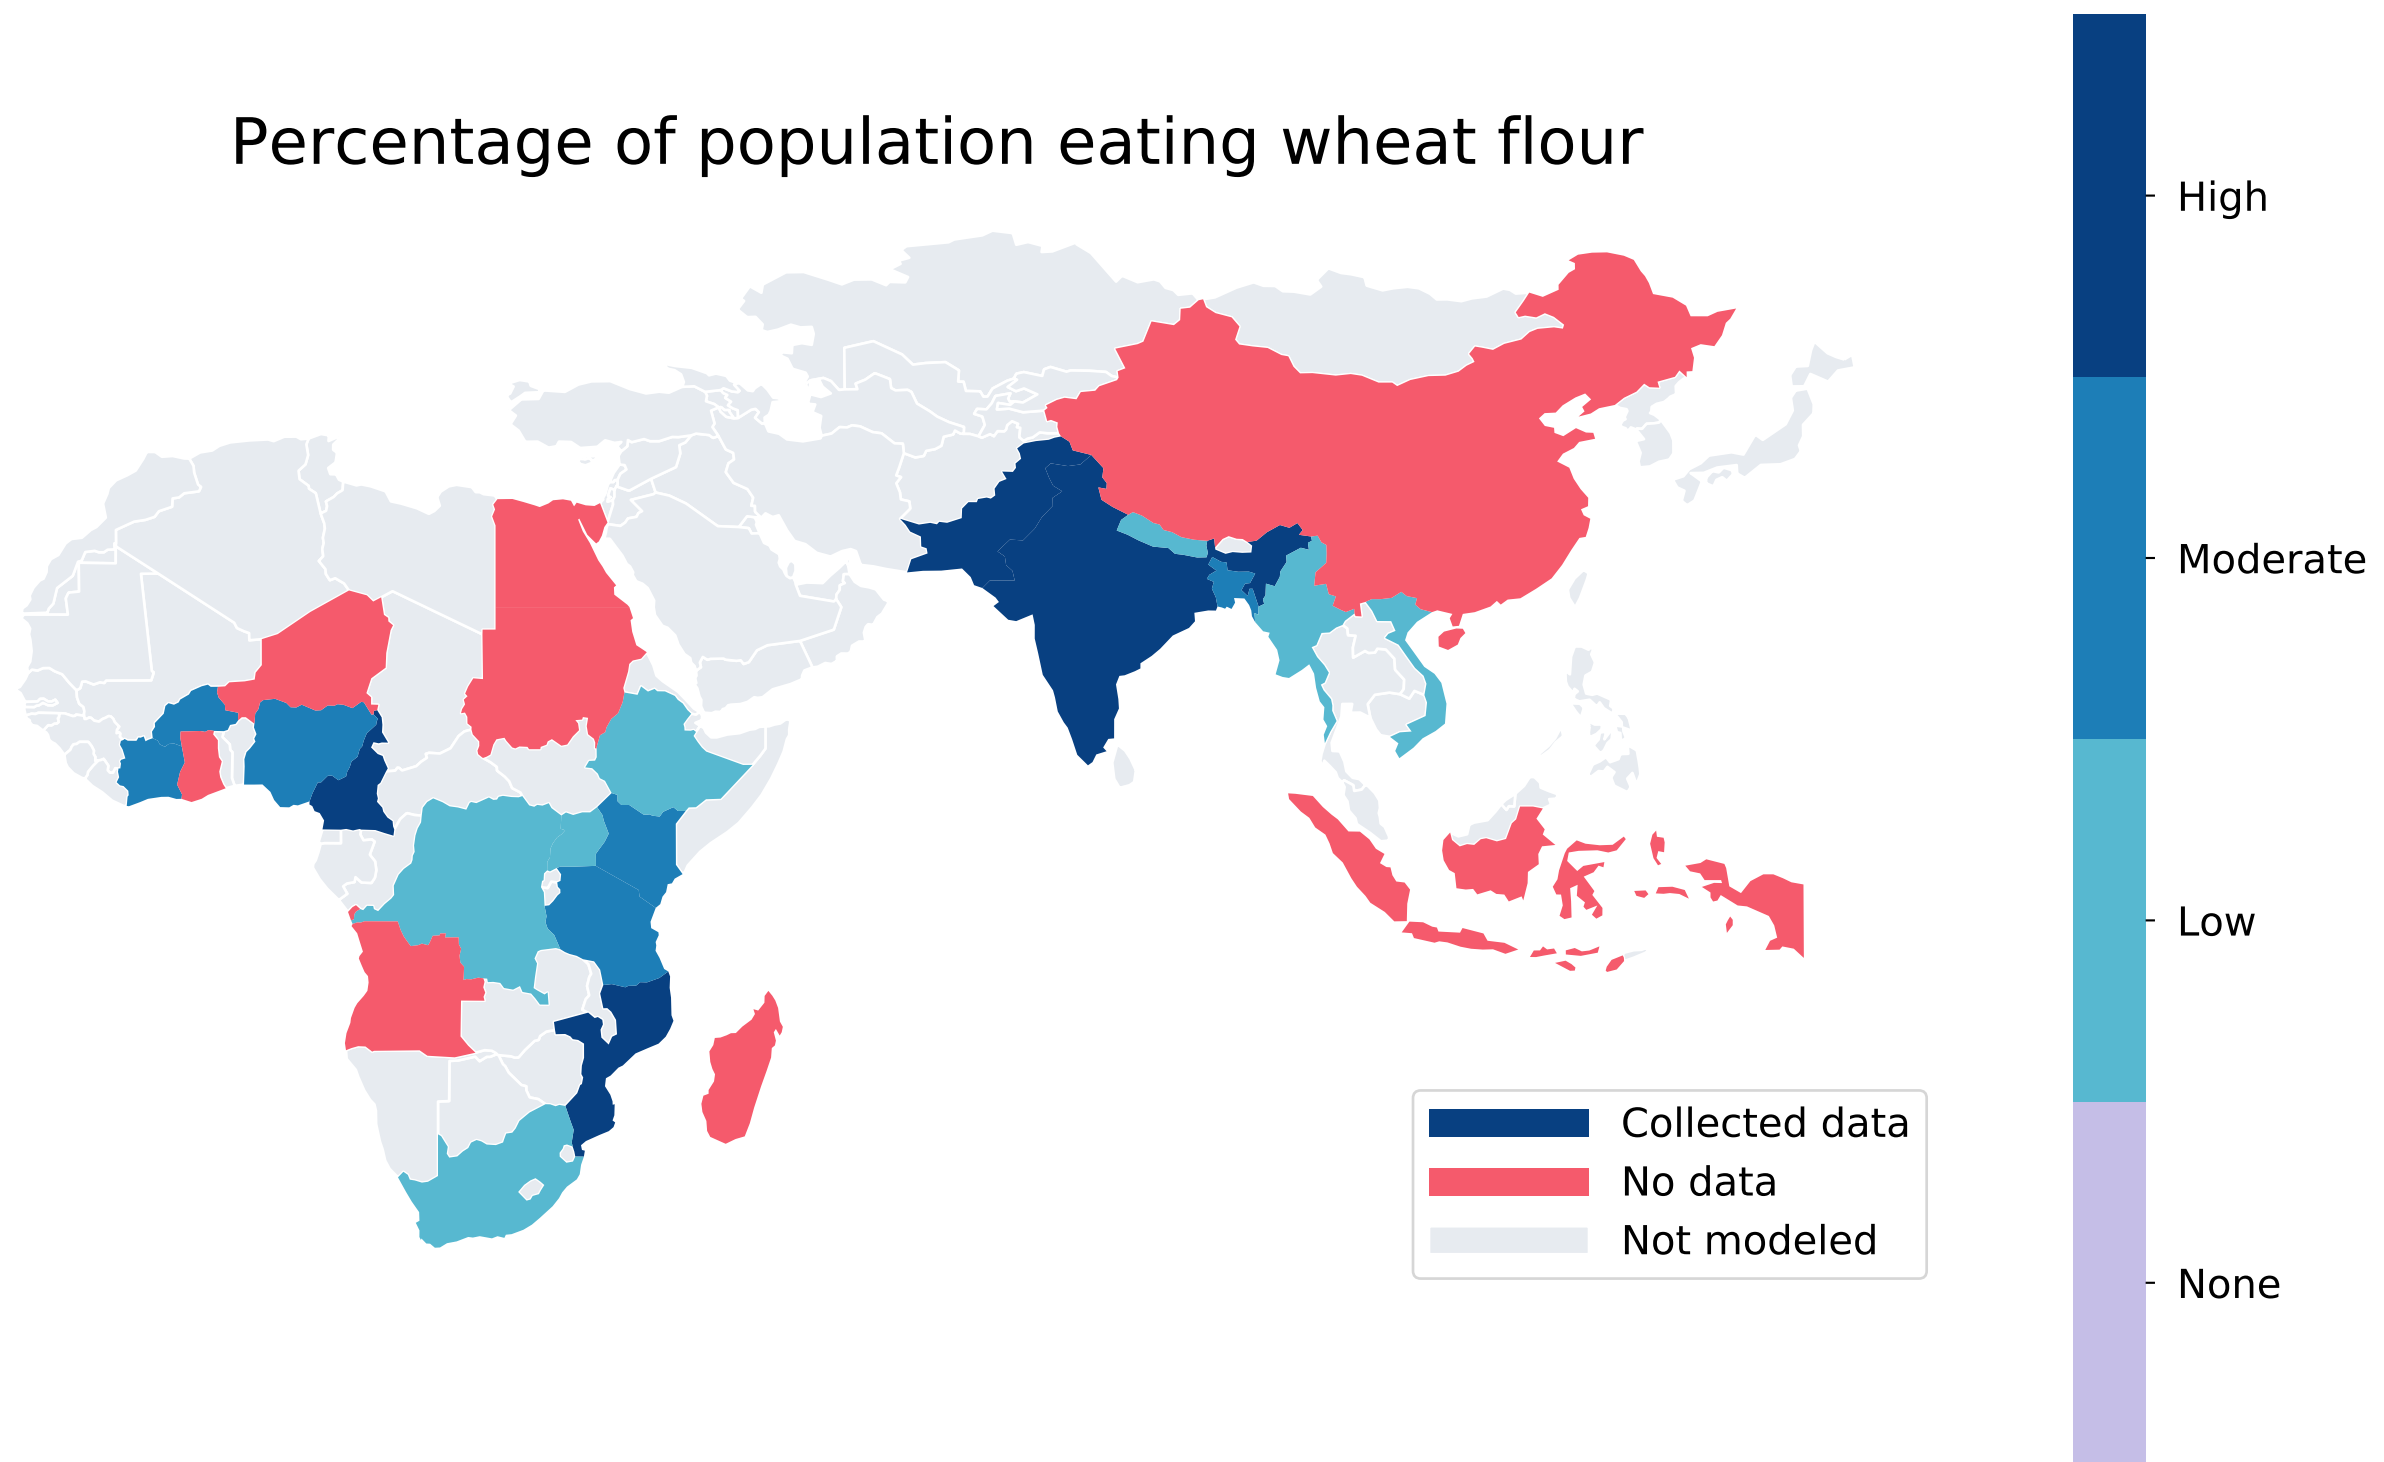 Percentage of population eating wheat flour
High
Moderate
Low
None
Collected data
No data
Not modeled